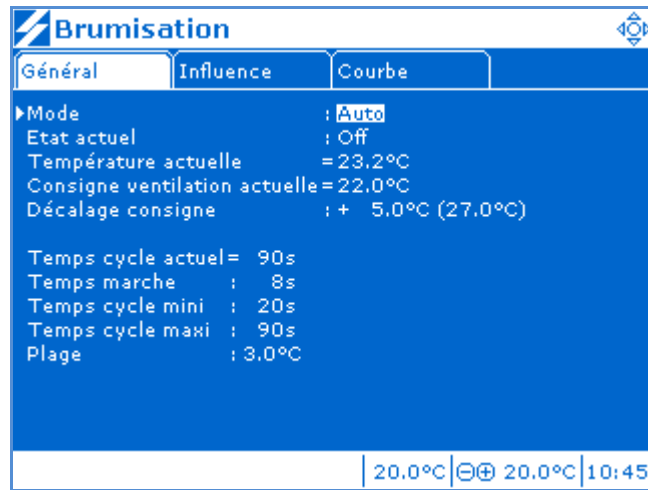 Brumisation
Général Influence Courbe
Mode : Auto
Etat actuel : Off
Température actuelle =23.2°C
Consigne ventilation actuelle=22.0°C
Décalage consigne :+ 5.0°C (27.0°C)
Temps cycle actuel= 90s
Temps marche : 8s
Temps cycle mini : 20s
Temps cycle maxi : 90s
Plage :3.0°C
20.0°C ⊖⊕ 20.0°C 10:45